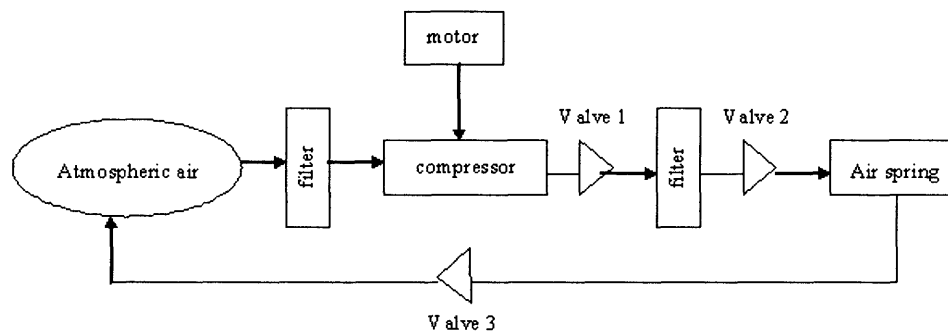 motor
Valve 1
Valve 2
Atmospheric air
filter
compressor
filter
Air spring
Valve 3